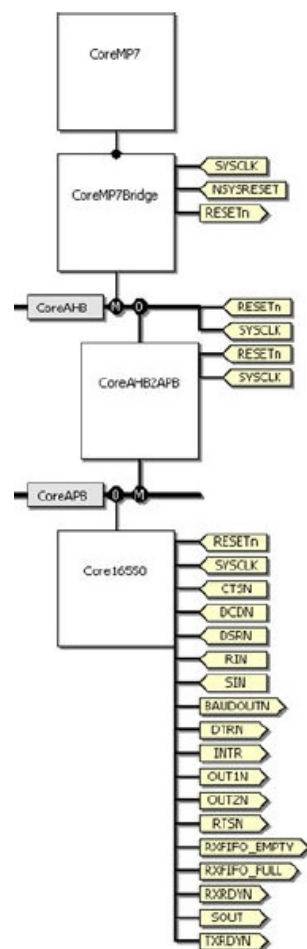 CoreMP7
CoreMP7Bridge
SYSCLK
NSYSRESET
RESETn
CoreAHB
M
0
RESETn
SYSCLK
CoreAHB2APB
RESETn
SYSCLK
CoreAPB
0
M
Core16550
RESETn
SYSCLK
CTSN
DCDN
DSRN
RIN
SIN
BAUDOUTN
DTRN
INTR
OUT1N
OUT2N
RTSN
RXFIFO_EMPTY
RXFIFO_FULL
RXRDYN
SOUT
TXRDYN